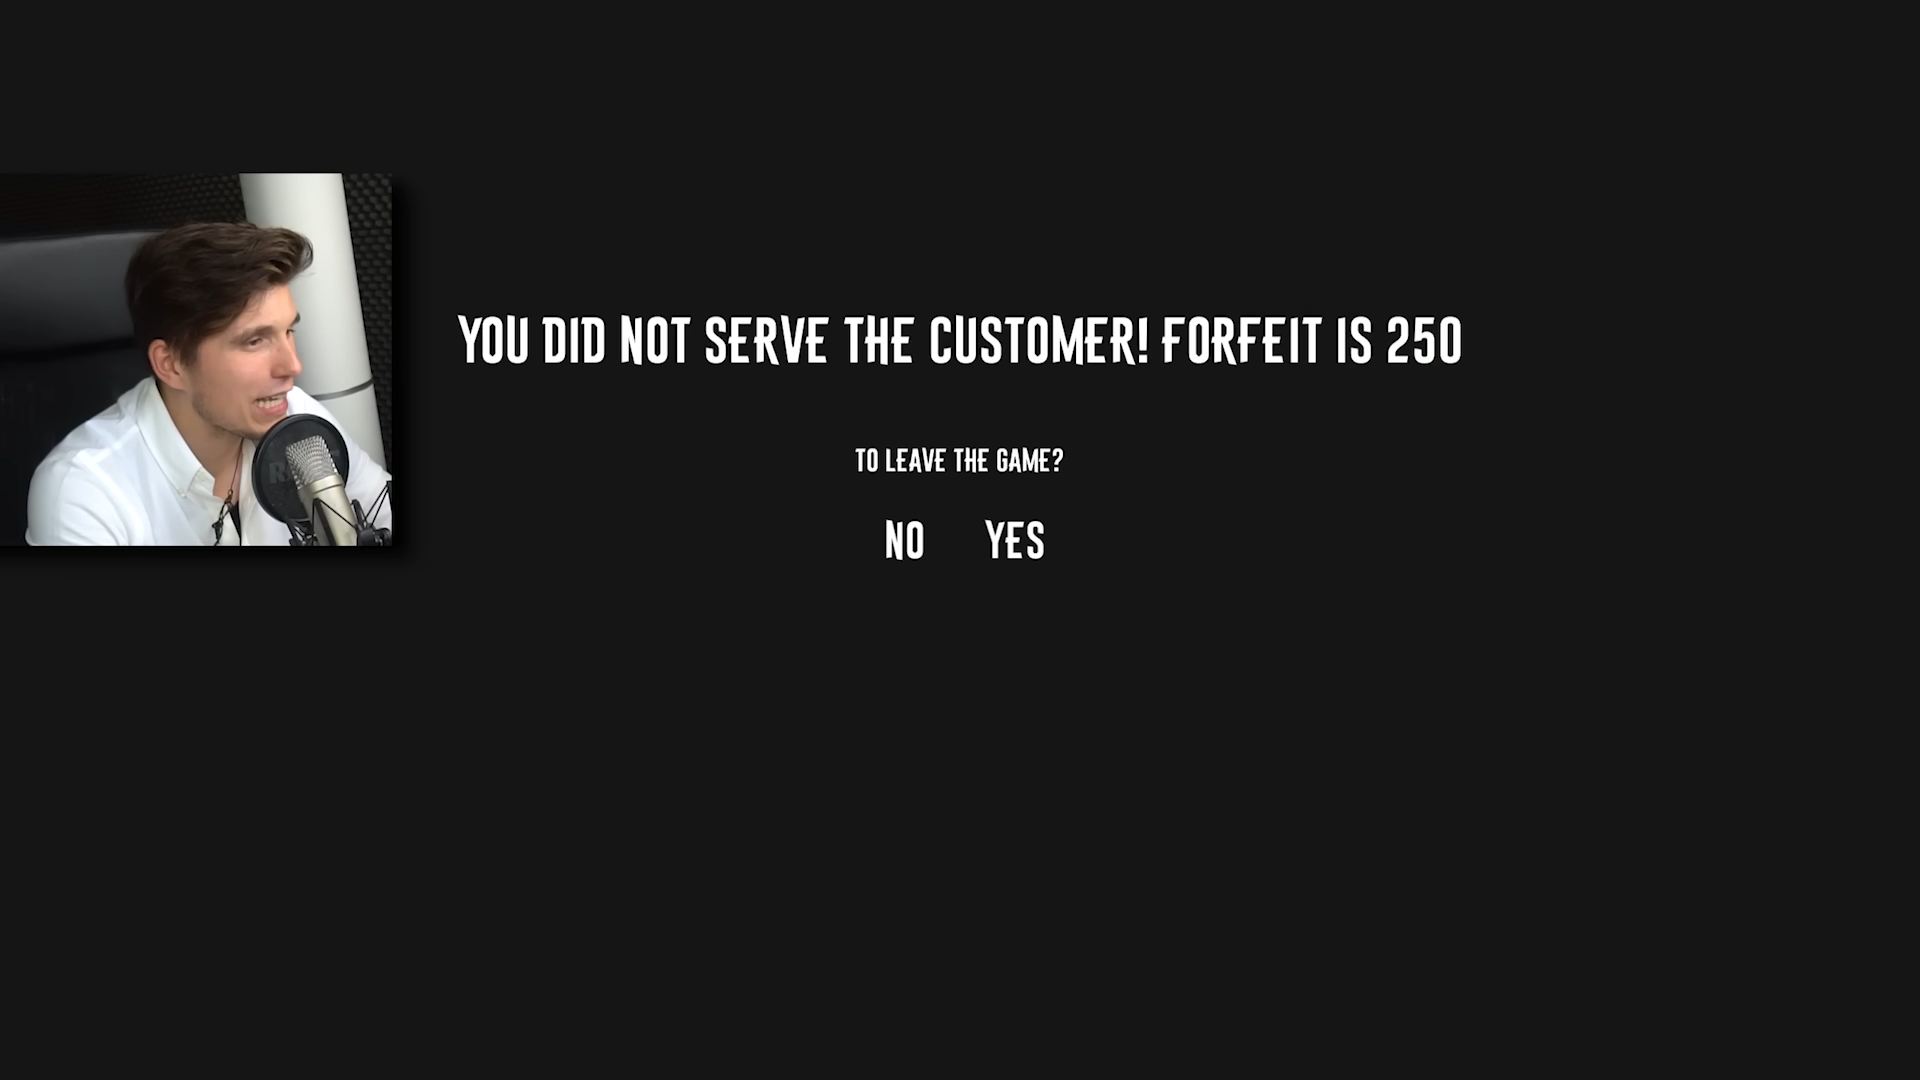 YOU DID NOT SERVE THE CUSTOMER! FORFEIT IS 250
TO LEAVE THE GAME?
NO YES